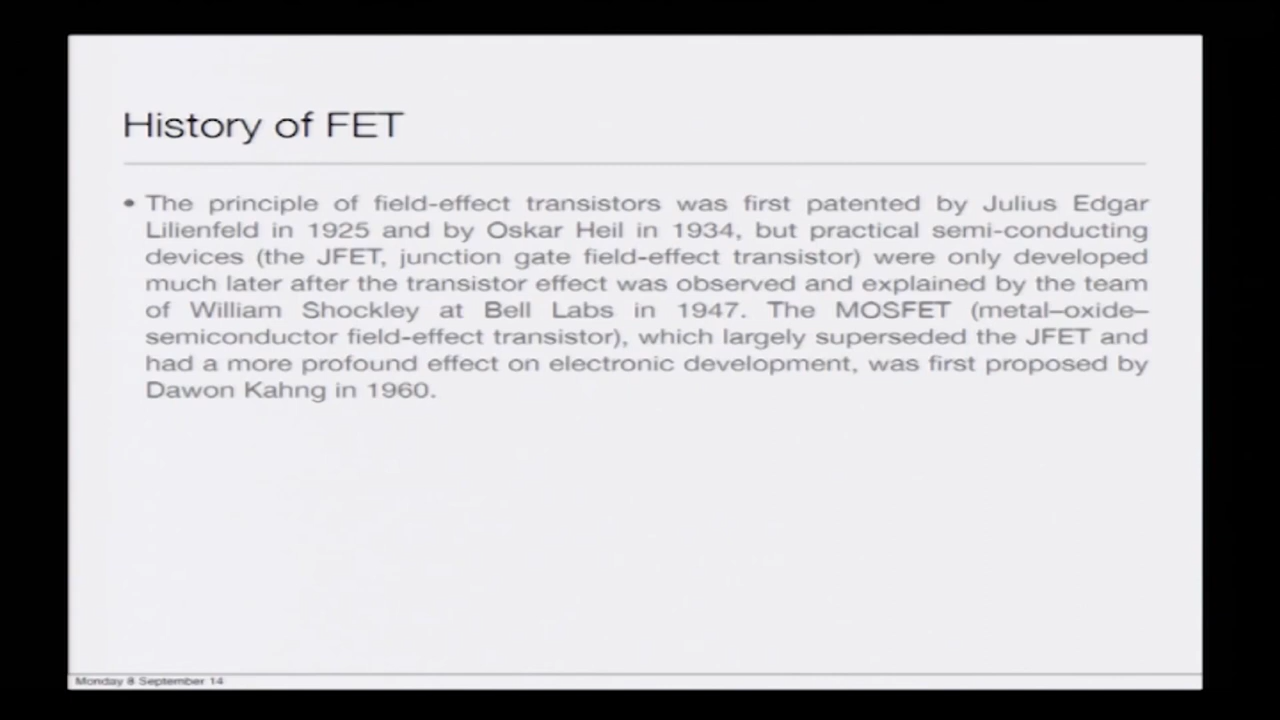 History of FET
• The principle of field-effect transistors was first patented by Julius Edgar
Lilienfeld in 1925 and by Oskar Heil in 1934, but practical semi-conducting
devices (the JFET, junction gate field-effect transistor) were only developed
much later after the transistor effect was observed and explained by the team
of William Shockley at Bell Labs in 1947. The MOSFET (metal–oxide–
semiconductor field-effect transistor), which largely superseded the JFET and
had a more profound effect on electronic development, was first proposed by
Dawon Kahng in 1960.
Monday 8 September 14